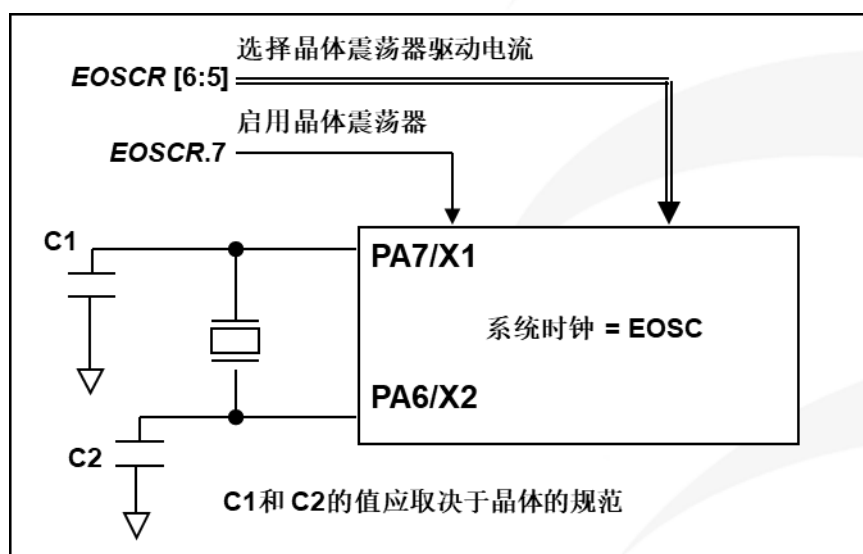 选择晶体震荡器驱动电流
EOSCR [6:5]
启用晶体震荡器
EOSCR.7
C1
PA7/X1
系统时钟 = EOSC
PA6/X2
C2
C1和 C2的值应取决于晶体的规范